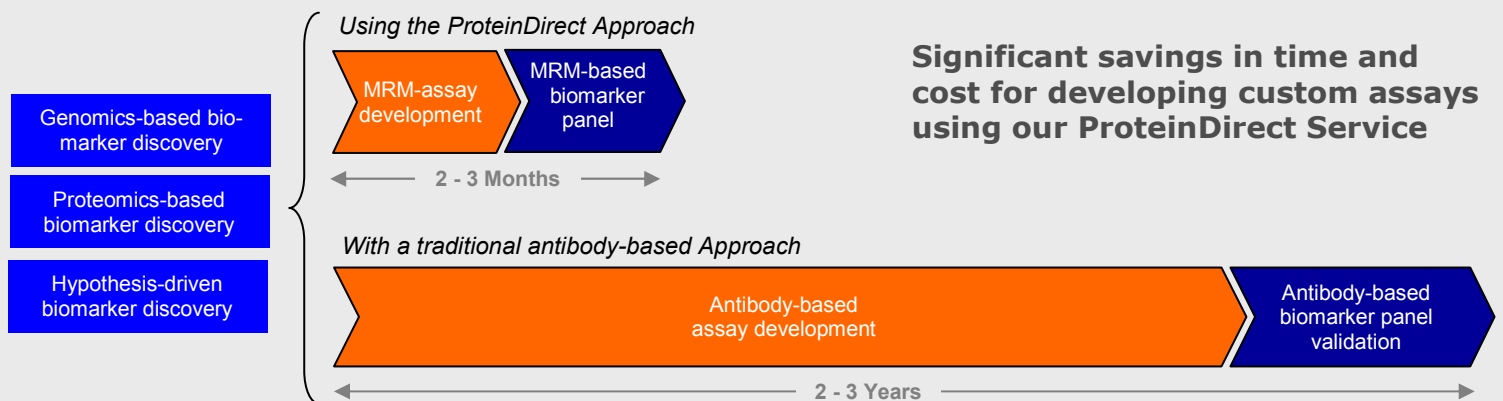 Using the ProteinDirect Approach
MRM-assay
development
MRM-based
biomarker
panel
Significant savings in time and
cost for developing custom assays
using our ProteinDirect Service
Genomics-based bio-
marker discovery
2 - 3 Months
Proteomics-based
biomarker discovery
With a traditional antibody-based Approach
Hypothesis-driven
biomarker discovery
Antibody-based
assay development
Antibody-based
biomarker panel
validation
2 - 3 Years